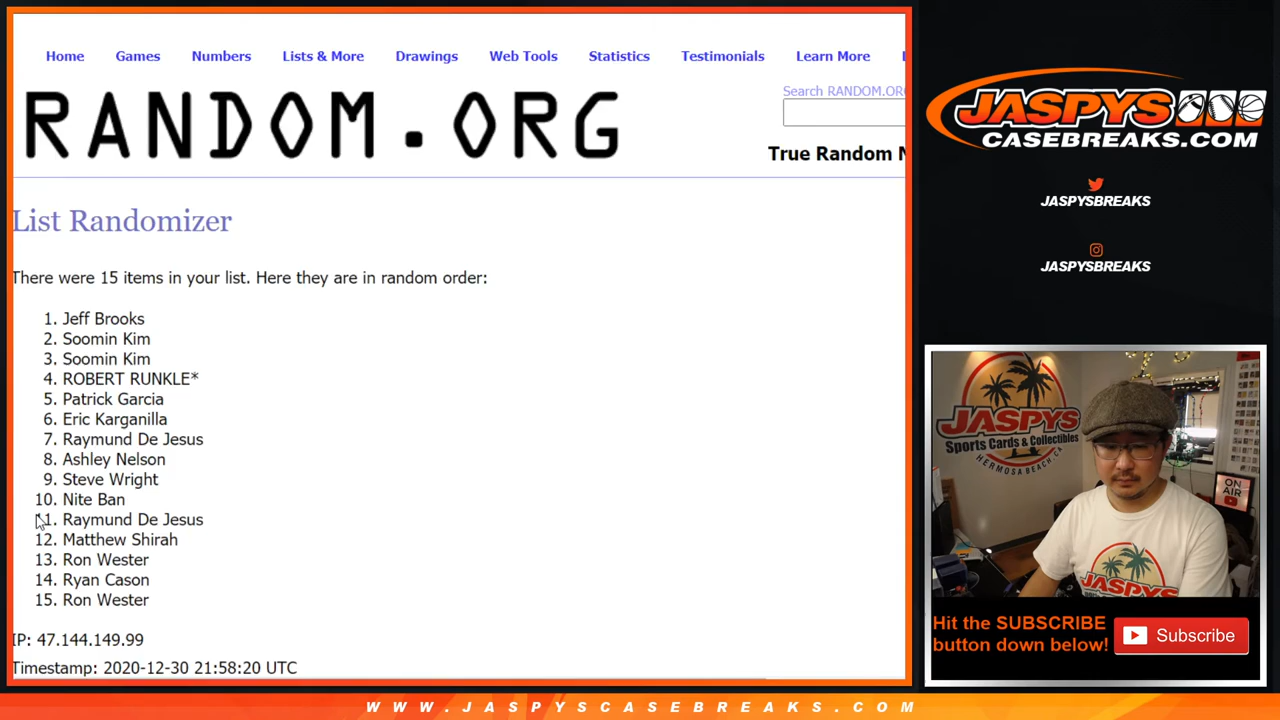 Home Games Numbers Lists & More Drawings Web Tools Statistics Testimonials Learn More
Search RANDOM.ORG
RANDOM.ORG
True Random N
List Randomizer
There were 15 items in your list. Here they are in random order:
1. Jeff Brooks
2. Soomin Kim
3. Soomin Kim
4. ROBERT RUNKLE*
5. Patrick Garcia
6. Eric Karganilla
7. Raymund De Jesus
8. Ashley Nelson
9. Steve Wright
10. Nite Ban
11. Raymund De Jesus
12. Matthew Shirah
13. Ron Wester
14. Ryan Cason
15. Ron Wester
IP: 47.144.149.99
Timestamp: 2020-12-30 21:58:20 UTC
JASPYS
CASEBREAKS.COM
JASPYSBREAKS
JASPYSBREAKS
JASPYS
Sports Cards & Collectibles
HERMOSA BEACH, CA
ON
AIR
JASPYS
Hit the SUBSCRIBE
button down below!
Subscribe
WWW.JASPYSCASEBREAKS.COM